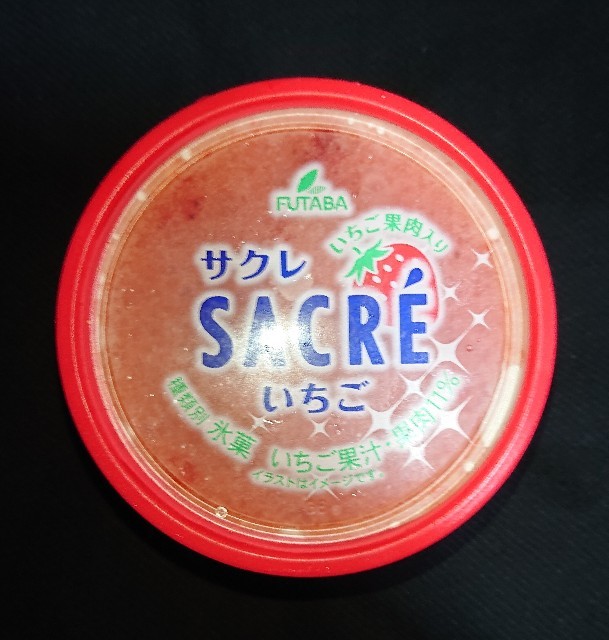 FUTABA
いちご果肉入り
サクレ
SACRÉ
いちご
種類別 氷菓 いちご果汁・果肉11%
イラストはイメージです。